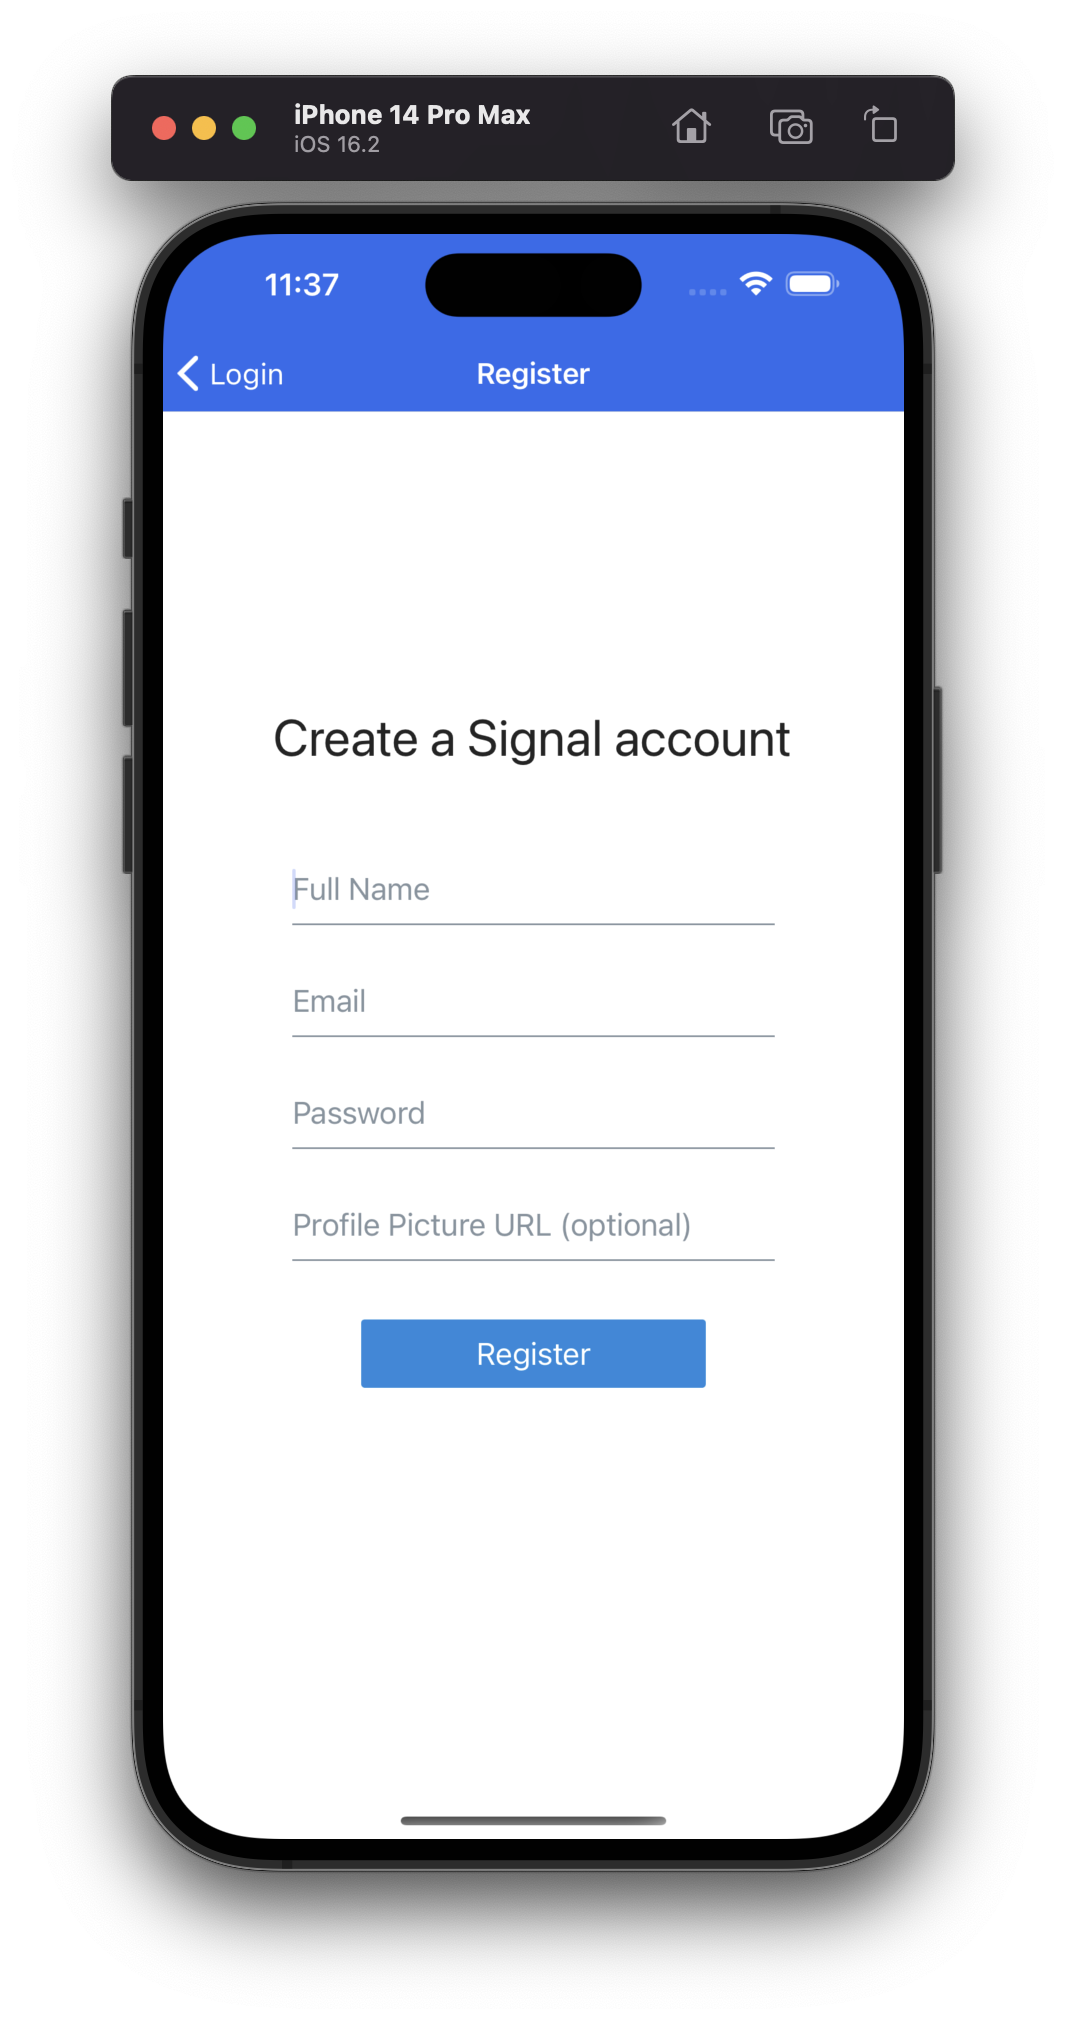 iPhone 14 Pro Max
iOS 16.2
11:37
Login
Register
Create a Signal account
Full Name
Email
Password
Profile Picture URL (optional)
Register